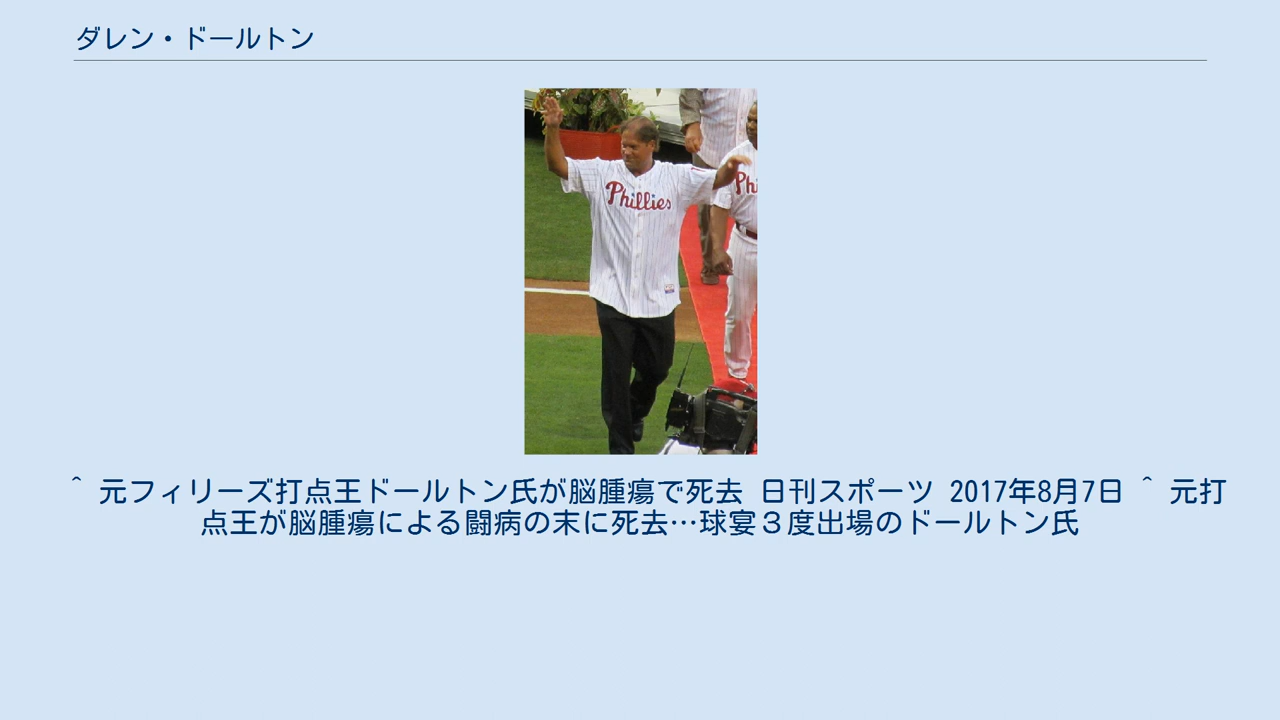 ダレン・ドールトン
Phillies
Phi
^ 元フィリーズ打点王ドールトン氏が脳腫瘍で死去 日刊スポーツ 2017年8月7日 ^ 元打
点王が脳腫瘍による闘病の末に死去…球宴３度出場のドールトン氏